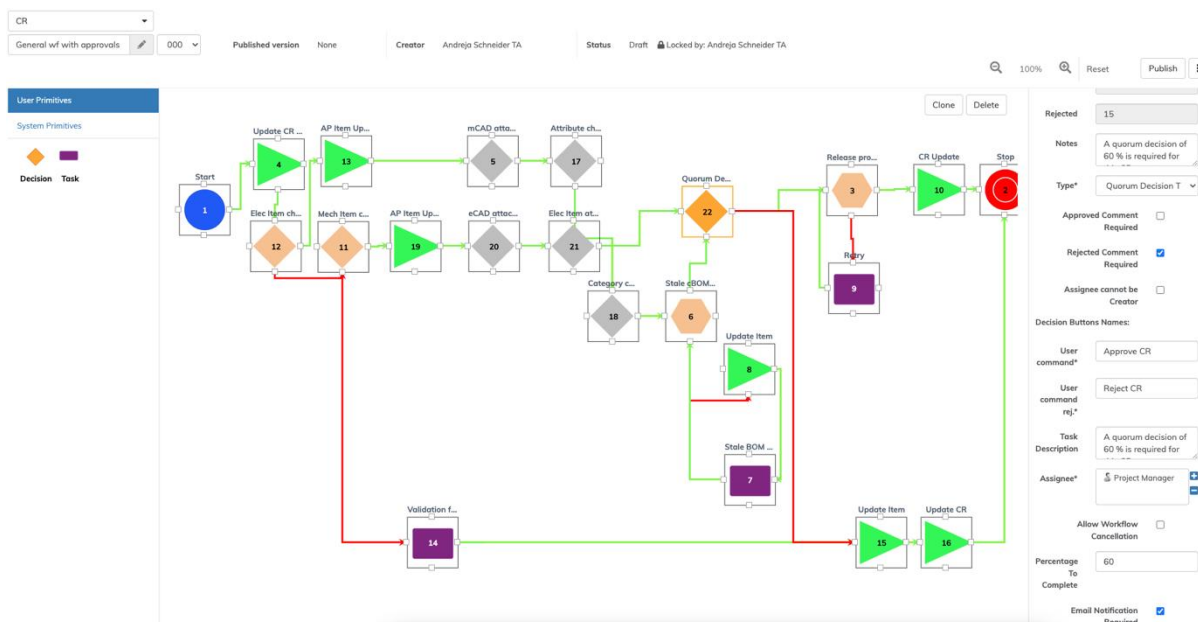 CR
General wf with approvals
000
Published version
None
Creator
Andreja Schneider TA
Status
Draft
Locked by: Andreja Schneider TA
100%
Reset
Publish
User Primitives
System Primitives
Decision
Task
Clone
Delete
Start
1
Update CR ...
4
AP Item Up...
13
mCAD atta...
5
Attribute ch...
17
Elec Item ch...
12
Mech Item c...
11
AP Item Up...
19
eCAD attac...
20
Elec Item at...
21
Quorum De...
22
Release pro...
3
CR Update
10
Stop
2
Retry
9
Category c...
18
Stale cBOM...
6
Update Item
8
Stale BOM ...
7
Validation f...
14
Update Item
15
Update CR
16
Rejected
15
Notes
A quorum decision of
60 % is required for
Type*
Quorum Decision T
Approved Comment
Required
Rejected Comment
Required
Assignee cannot be
Creator
Decision Buttons Names:
User
command*
Approve CR
User
command
rej.*
Reject CR
Task
Description
A quorum decision of
60 % is required for
Assignee*
Project Manager
Allow Workflow
Cancellation
Percentage
To
Complete
60
Email Notification
Required